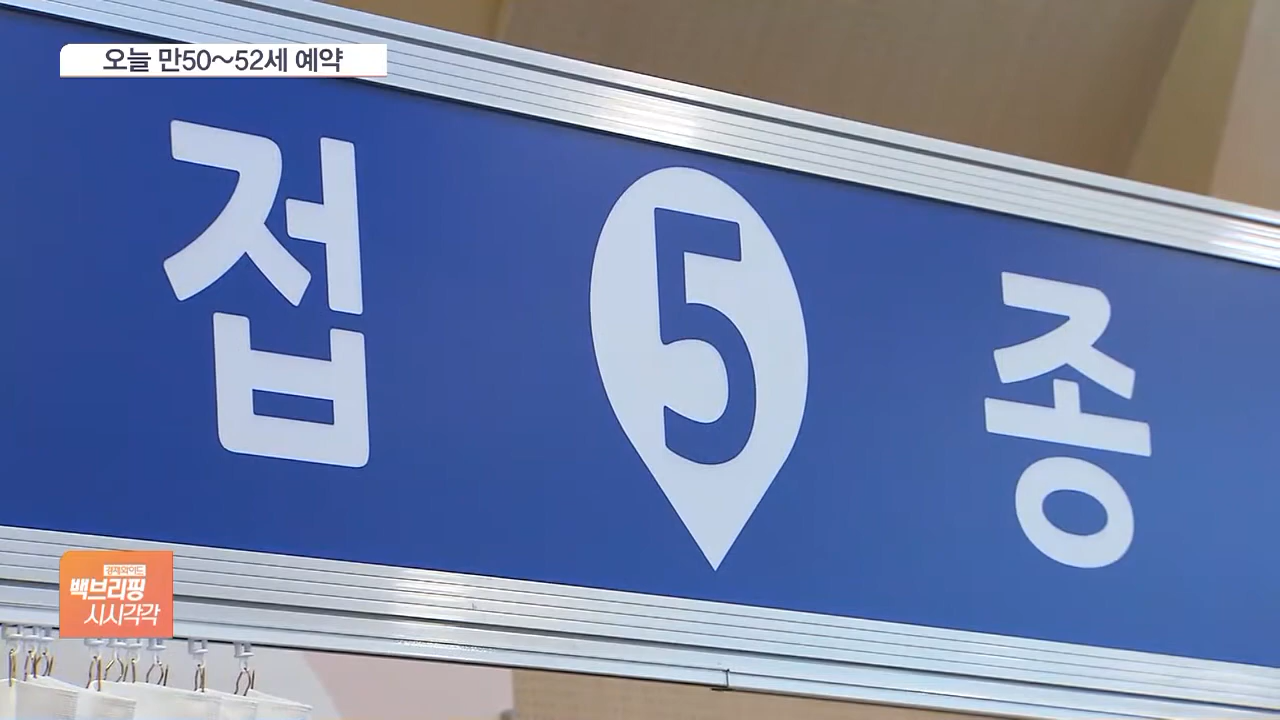 오늘 만50~52세 예약
접 5 종
경제와이드
백브리핑
시시각각